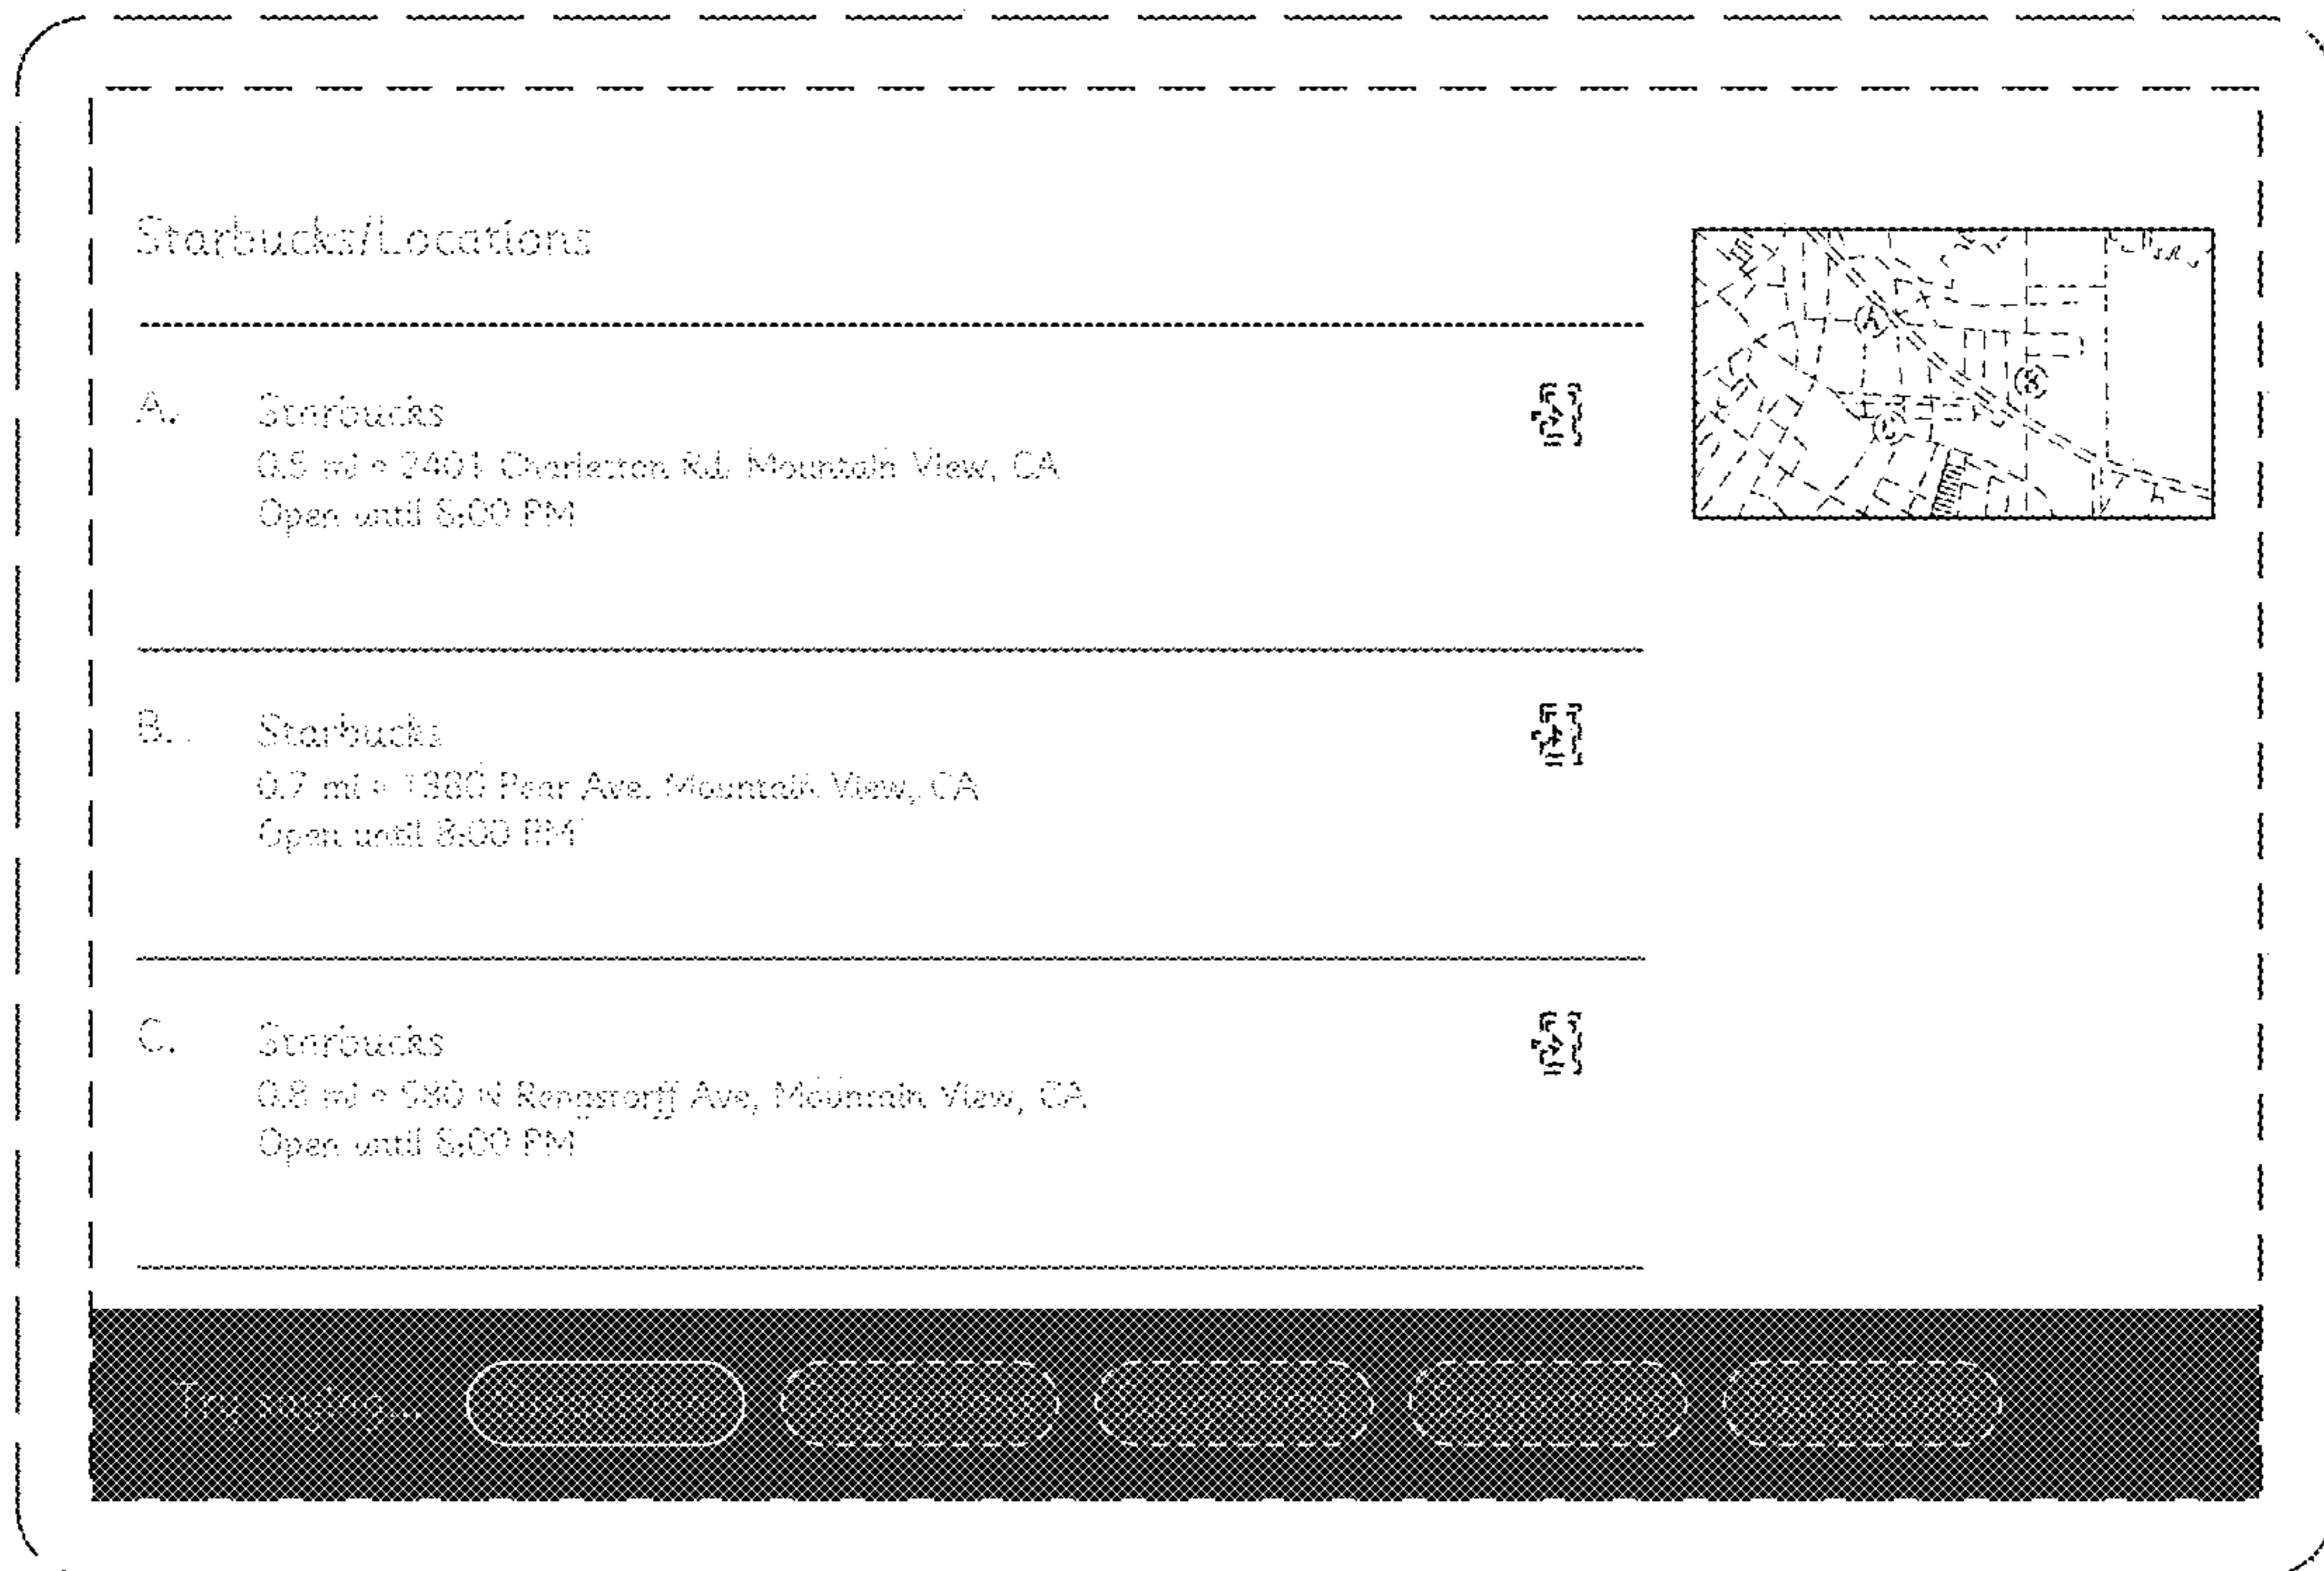 Starbucks/Locations
A. Starbucks
0.5 mi • 2401 Charleston Rd. Mountain View, CA
Open until 8:00 PM
B. Starbucks
0.7 mi • 1380 Pear Ave. Mountain View, CA
Open until 8:00 PM
C. Starbucks
0.8 mi • 580 N Rengstorff Ave, Mountain View, CA
Open until 8:00 PM
A
B
C
Try saying...